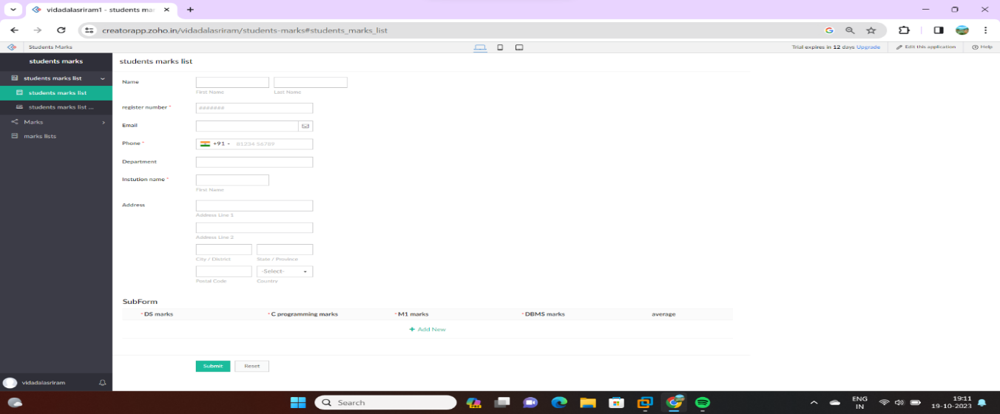 vidadalasriram1 - students mar
creatorapp.zoho.in/vidadalasriram/students-marks#students_marks_list
Students Marks
Trial expires in 12 days Upgrade
Edit this application
Help
students marks
students marks list
students marks list
students marks list ...
Marks
marks lists
vidadalasriram
students marks list
Name
First Name
Last Name
register number *
#######
Email
Phone *
+91
81234 56789
Department
Instution name *
First Name
Address
Address Line 1
Address Line 2
City / District
State / Province
-Select-
Postal Code
Country
SubForm
* DS marks
* C programming marks
* M1 marks
* DBMS marks
average
+ Add New
Submit
Reset
Search
ENG
IN
19:11
19-10-2023